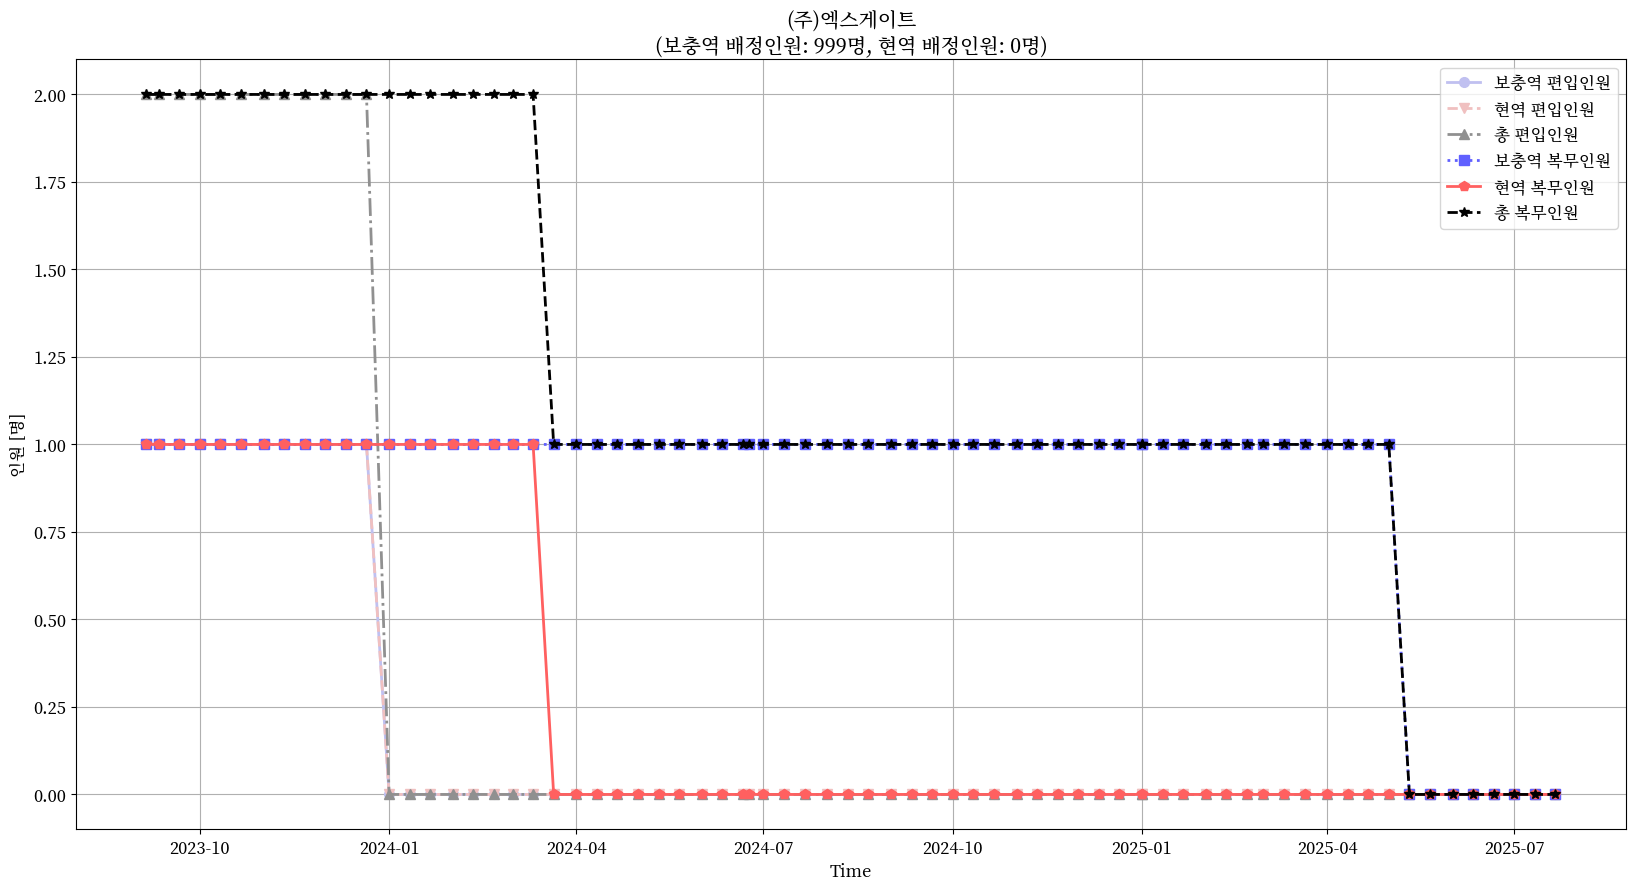 (주)엑스게이트
(보충역 배정인원: 999명, 현역 배정인원: 0명)
보충역 편입인원
현역 편입인원
총 편입인원
보충역 복무인원
현역 복무인원
총 복무인원
2.00
1.75
1.50
1.25
1.00
0.75
0.50
0.25
0.00
인원 [명]
2023-10
2024-01
2024-04
2024-07
2024-10
2025-01
2025-04
2025-07
Time